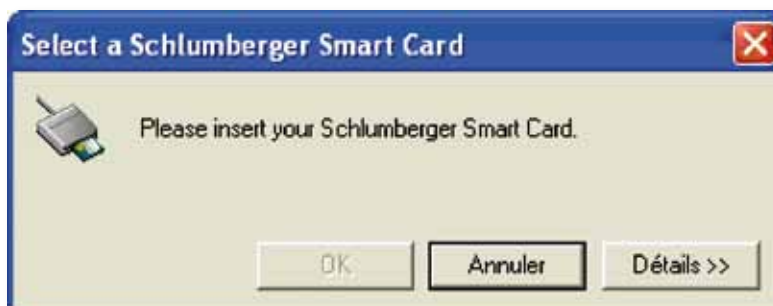 Select a Schlumberger Smart Card
Please insert your Schlumberger Smart Card.
OK Annuler Détails >>